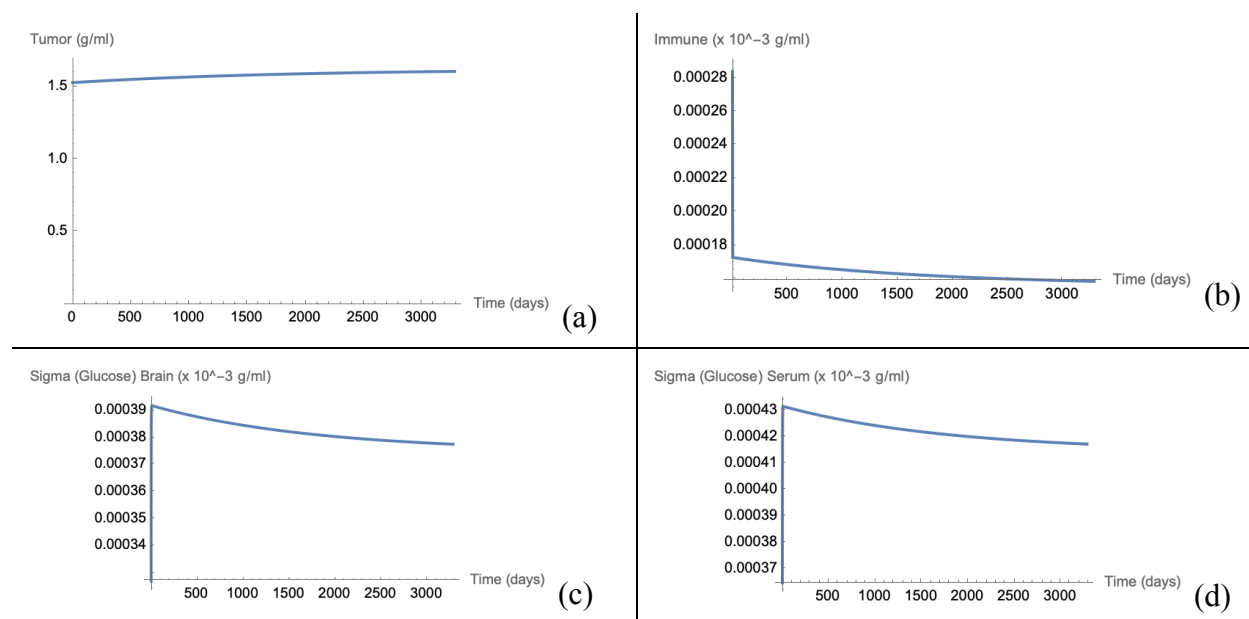 Tumor (g/ml)
1.5
1.0
0.5
0 500 1000 1500 2000 2500 3000
Time (days)
(a)
Immune (x 10^−3 g/ml)
0.00028
0.00026
0.00024
0.00022
0.00020
0.00018
500 1000 1500 2000 2500 3000
Time (days)
(b)
Sigma (Glucose) Brain (x 10^−3 g/ml)
0.00039
0.00038
0.00037
0.00036
0.00035
0.00034
500 1000 1500 2000 2500 3000
Time (days)
(c)
Sigma (Glucose) Serum (x 10^−3 g/ml)
0.00043
0.00042
0.00041
0.00040
0.00039
0.00038
0.00037
500 1000 1500 2000 2500 3000
Time (days)
(d)